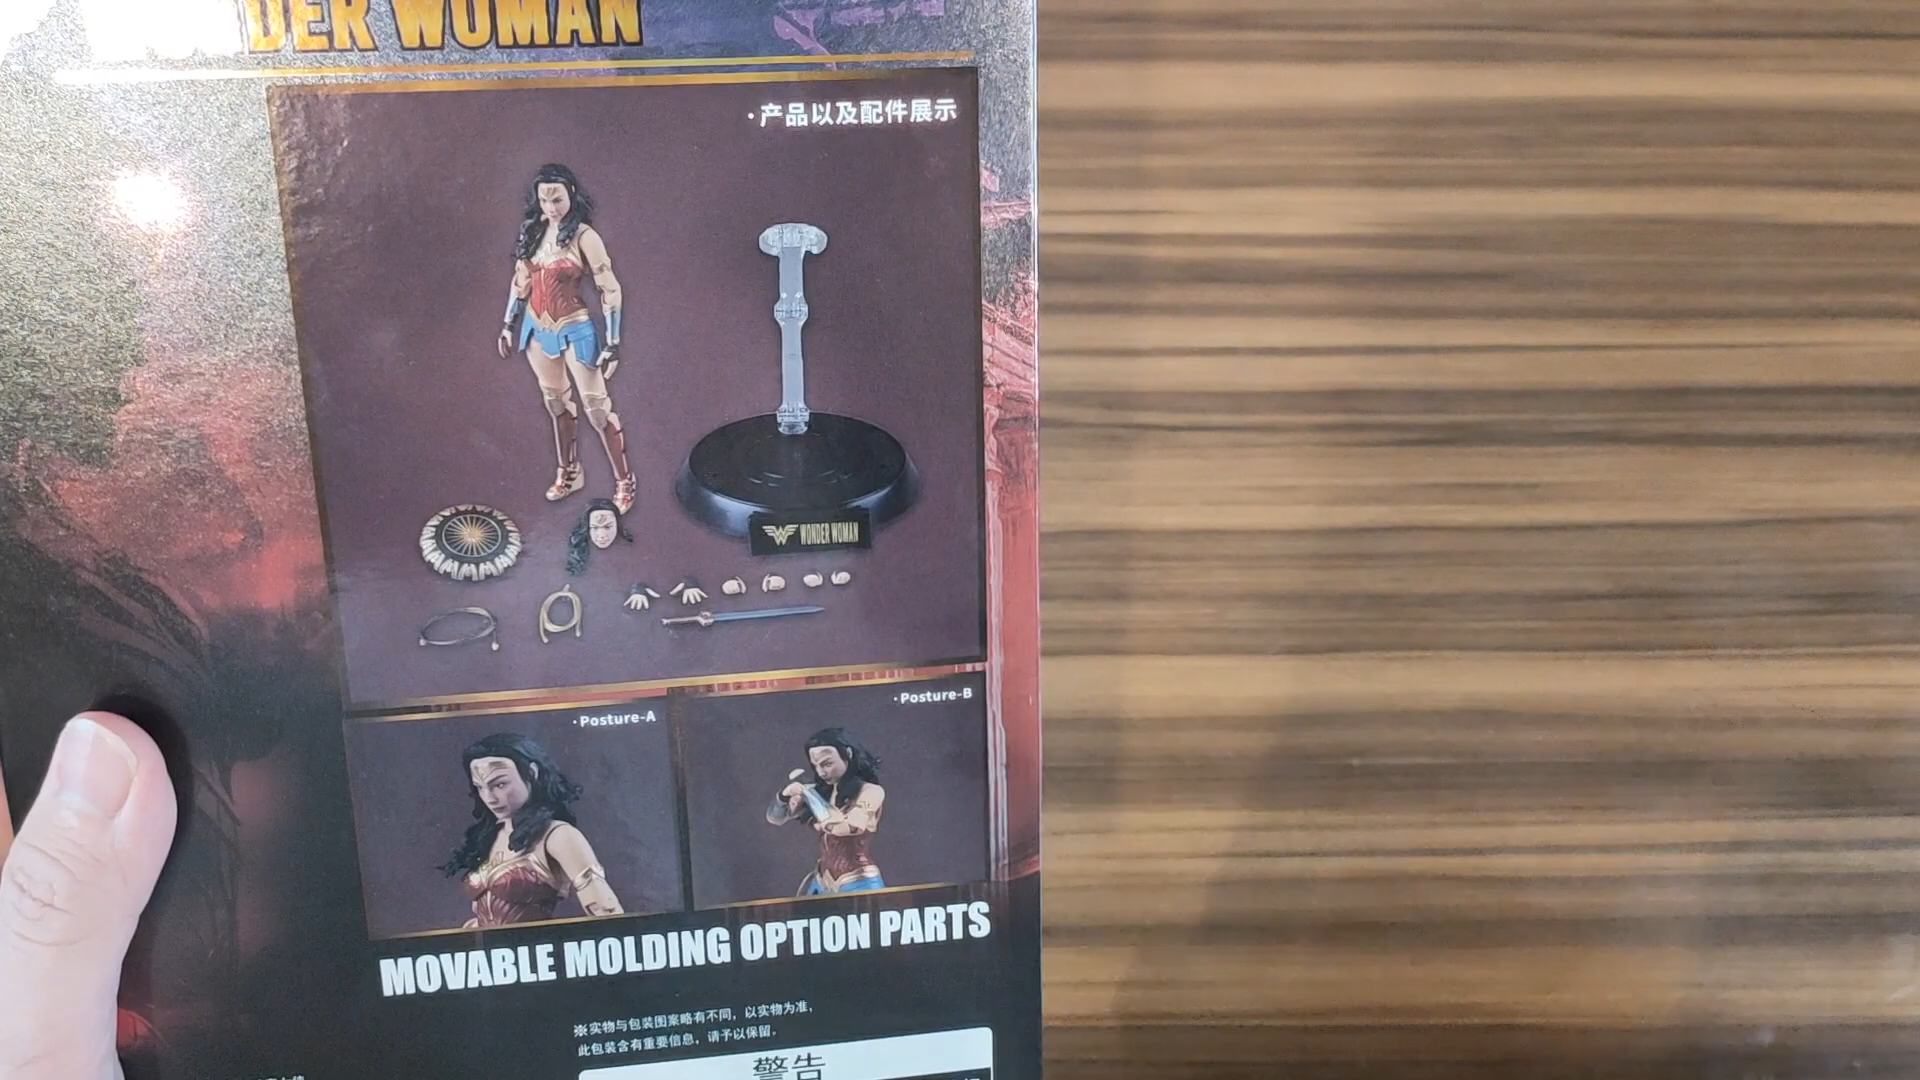 DER WOMAN
·产品以及配件展示
WONDER WOMAN
·Posture-A
·Posture-B
MOVABLE MOLDING OPTION PARTS
※实物与包装图案略有不同，以实物为准，
此包装含有重要信息，请予以保留。
警告